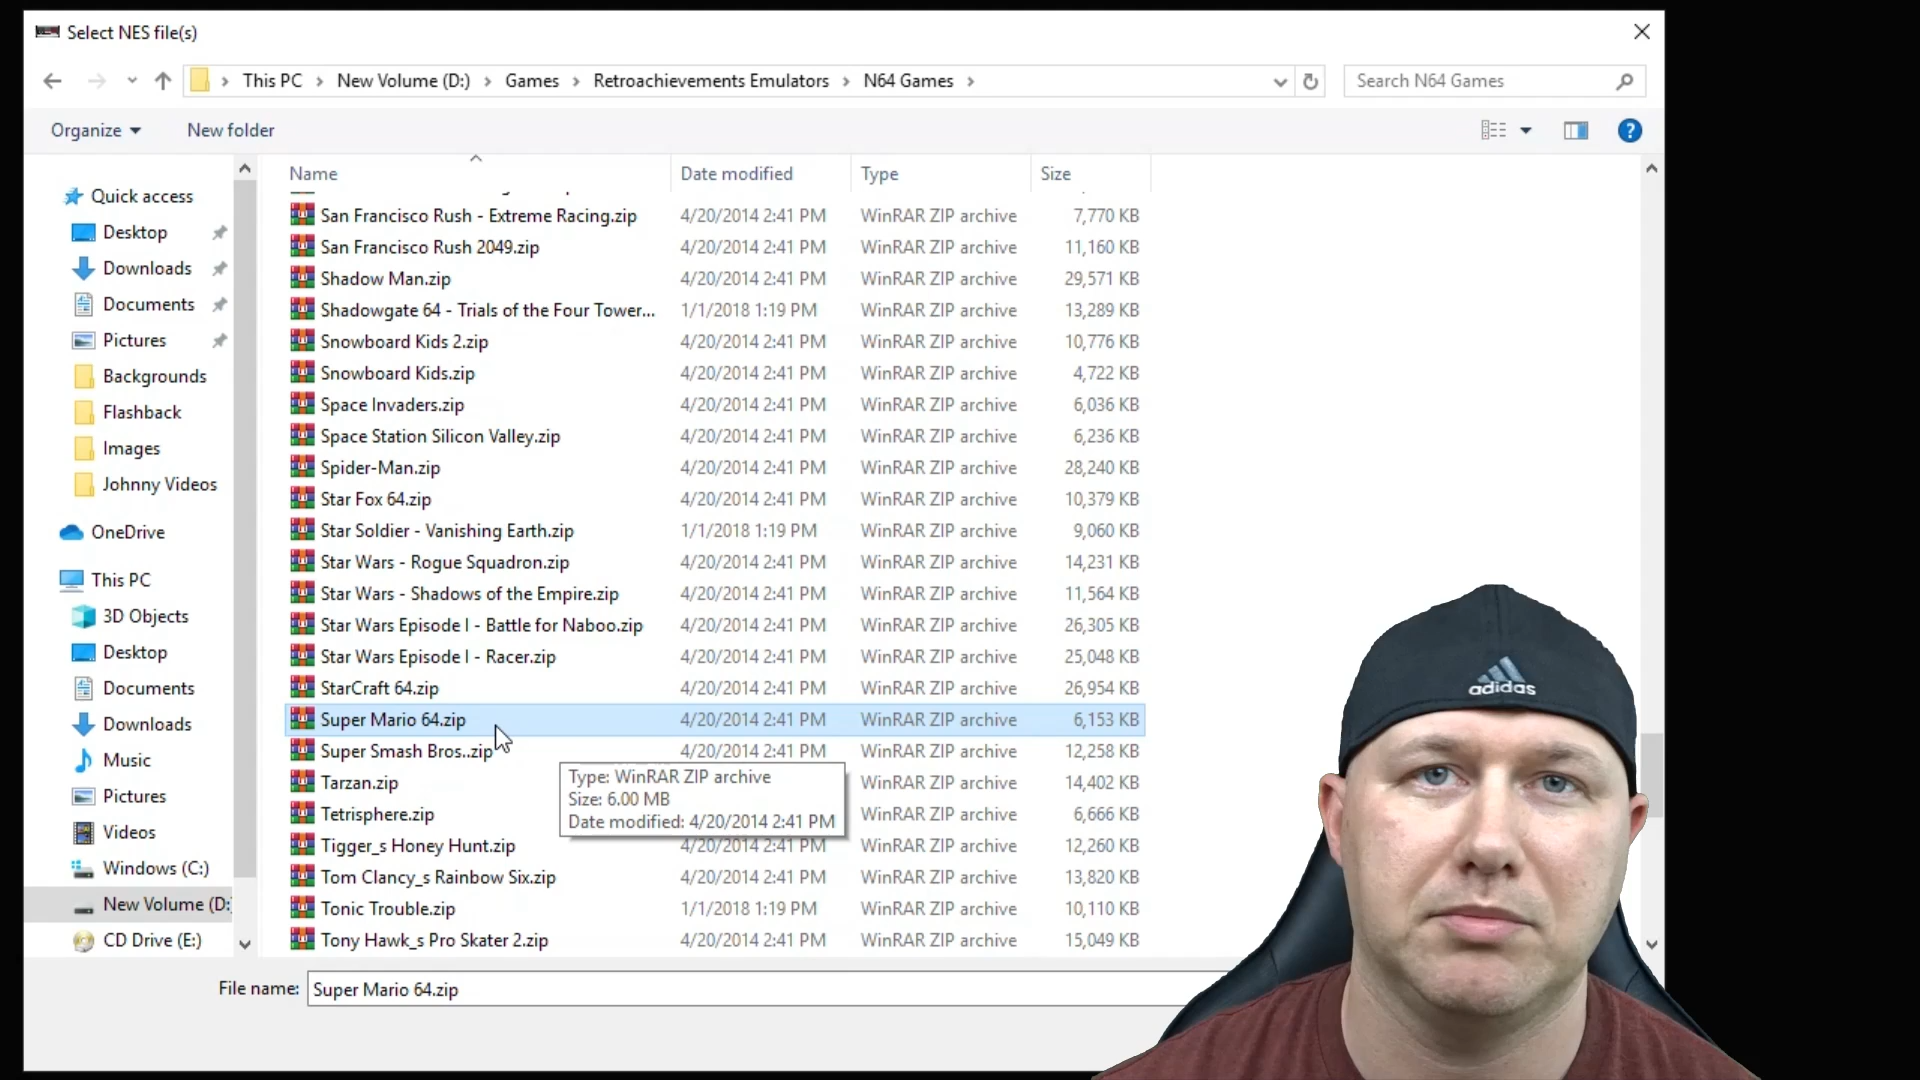 Select NES file(s)
This PC > New Volume (D:) > Games > Retroachievements Emulators > N64 Games >
Search N64 Games
Organize
New folder
Name
Date modified
Type
Size
San Francisco Rush - Extreme Racing.zip 4/20/2014 2:41 PM WinRAR ZIP archive 7,770 KB
San Francisco Rush 2049.zip 4/20/2014 2:41 PM WinRAR ZIP archive 11,160 KB
Shadow Man.zip 4/20/2014 2:41 PM WinRAR ZIP archive 29,571 KB
Shadowgate 64 - Trials of the Four Tower... 1/1/2018 1:19 PM WinRAR ZIP archive 13,289 KB
Snowboard Kids 2.zip 4/20/2014 2:41 PM WinRAR ZIP archive 10,776 KB
Snowboard Kids.zip 4/20/2014 2:41 PM WinRAR ZIP archive 4,722 KB
Space Invaders.zip 4/20/2014 2:41 PM WinRAR ZIP archive 6,036 KB
Space Station Silicon Valley.zip 4/20/2014 2:41 PM WinRAR ZIP archive 6,236 KB
Spider-Man.zip 4/20/2014 2:41 PM WinRAR ZIP archive 28,240 KB
Star Fox 64.zip 4/20/2014 2:41 PM WinRAR ZIP archive 10,379 KB
Star Soldier - Vanishing Earth.zip 1/1/2018 1:19 PM WinRAR ZIP archive 9,060 KB
Star Wars - Rogue Squadron.zip 4/20/2014 2:41 PM WinRAR ZIP archive 14,231 KB
Star Wars - Shadows of the Empire.zip 4/20/2014 2:41 PM WinRAR ZIP archive 11,564 KB
Star Wars Episode I - Battle for Naboo.zip 4/20/2014 2:41 PM WinRAR ZIP archive 26,305 KB
Star Wars Episode I - Racer.zip 4/20/2014 2:41 PM WinRAR ZIP archive 25,048 KB
StarCraft 64.zip 4/20/2014 2:41 PM WinRAR ZIP archive 26,954 KB
Super Mario 64.zip 4/20/2014 2:41 PM WinRAR ZIP archive 6,153 KB
Super Smash Bros..zip 4/20/2014 2:41 PM WinRAR ZIP archive 12,258 KB
Tarzan.zip WinRAR ZIP archive 14,402 KB
Tetrisphere.zip WinRAR ZIP archive 6,666 KB
Tigger_s Honey Hunt.zip 4/20/2014 2:41 PM WinRAR ZIP archive 12,260 KB
Tom Clancy_s Rainbow Six.zip 4/20/2014 2:41 PM WinRAR ZIP archive 13,820 KB
Tonic Trouble.zip 1/1/2018 1:19 PM WinRAR ZIP archive 10,110 KB
Tony Hawk_s Pro Skater 2.zip 4/20/2014 2:41 PM WinRAR ZIP archive 15,049 KB
Type: WinRAR ZIP archive
Size: 6.00 MB
Date modified: 4/20/2014 2:41 PM
Quick access
Desktop
Downloads
Documents
Pictures
Backgrounds
Flashback
Images
Johnny Videos
OneDrive
This PC
3D Objects
Desktop
Documents
Downloads
Music
Pictures
Videos
Windows (C:)
New Volume (D:
CD Drive (E:)
File name: Super Mario 64.zip
adidas